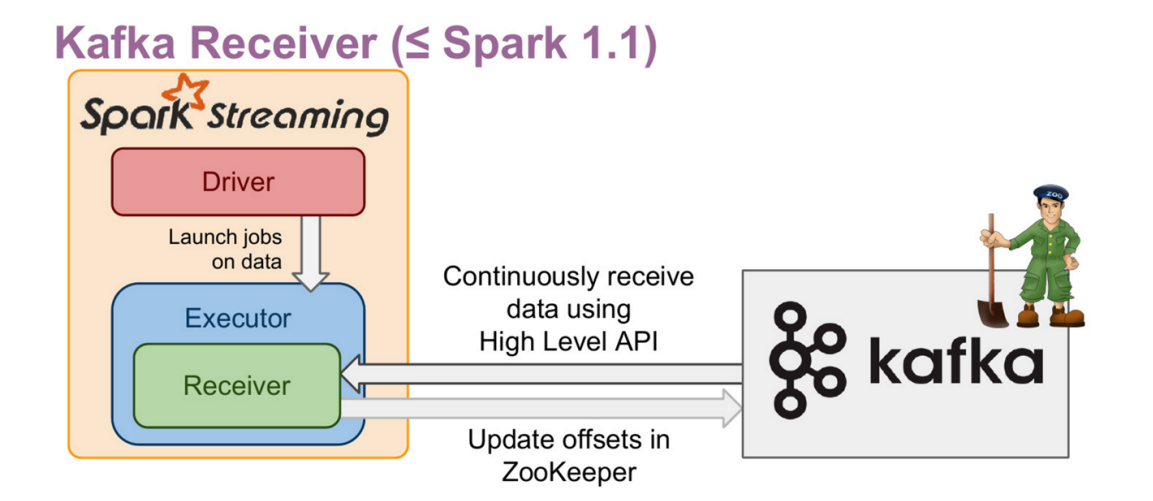 Kafka Receiver (≤ Spark 1.1)
Spark Streaming
Driver
Launch jobs
on data
Executor
Receiver
Continuously receive
data using
High Level API
Update offsets in
ZooKeeper
ZOO
kafka